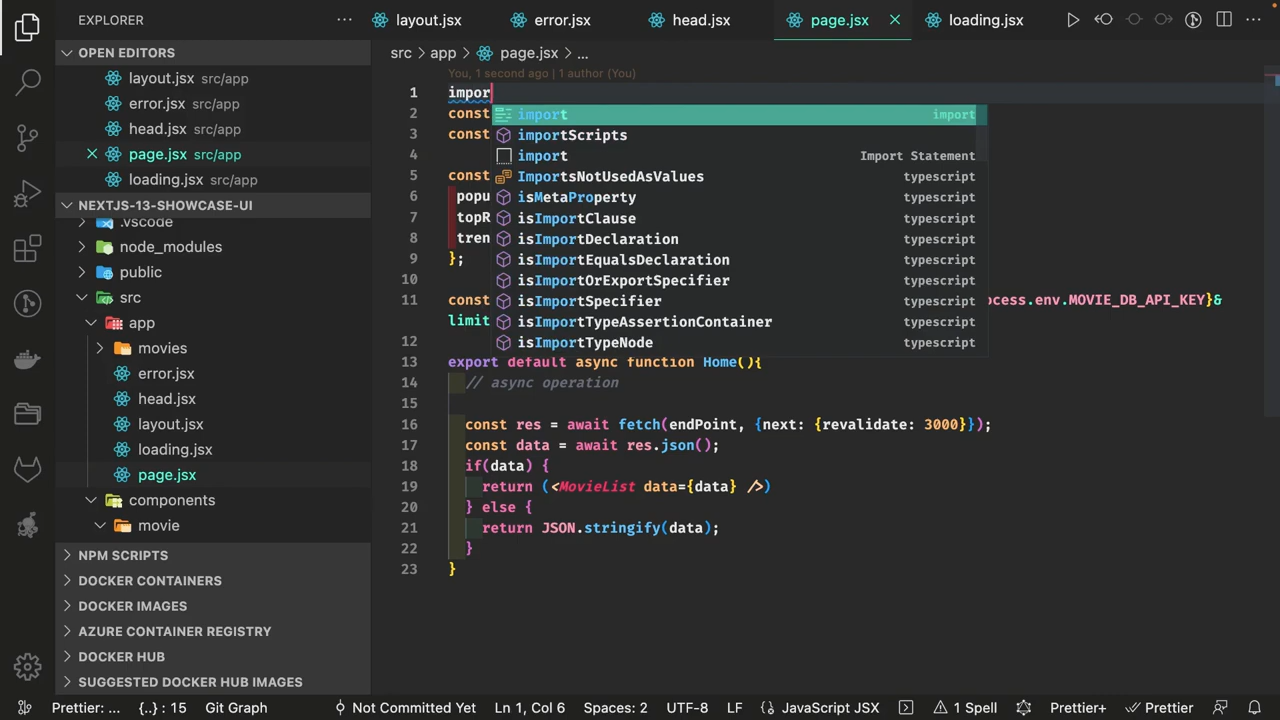 EXPLORER
layout.jsx
error.jsx
head.jsx
page.jsx
loading.jsx
OPEN EDITORS
layout.jsx src/app
error.jsx src/app
head.jsx src/app
page.jsx src/app
loading.jsx src/app
NEXTJS-13-SHOWCASE-UI
.vscode
node_modules
public
src
app
movies
error.jsx
head.jsx
layout.jsx
loading.jsx
page.jsx
components
movie
NPM SCRIPTS
DOCKER CONTAINERS
DOCKER IMAGES
AZURE CONTAINER REGISTRY
DOCKER HUB
SUGGESTED DOCKER HUB IMAGES
src > app > page.jsx > ...
You, 1 second ago | 1 author (You)
1 impor
2 const
3 const
4
5 const
6 popu
7 topR
8 tren
9 };
10
11 const ocess.env.MOVIE_DB_API_KEY}&
limit
12
import import
importScripts
import Import Statement
ImportsNotUsedAsValues typescript
isMetaProperty typescript
isImportClause typescript
isImportDeclaration typescript
isImportEqualsDeclaration typescript
isImportOrExportSpecifier typescript
isImportSpecifier typescript
isImportTypeAssertionContainer typescript
isImportTypeNode typescript
13 export default async function Home(){
14 // async operation
15
16 const res = await fetch(endPoint, {next: {revalidate: 3000}});
17 const data = await res.json();
18 if(data) {
19 return (<MovieList data={data} />)
20 } else {
21 return JSON.stringify(data);
22 }
23 }
Prettier: ... {..} : 15 Git Graph Not Committed Yet Ln 1, Col 6 Spaces: 2 UTF-8 LF JavaScript JSX 1 Spell Prettier+ Prettier